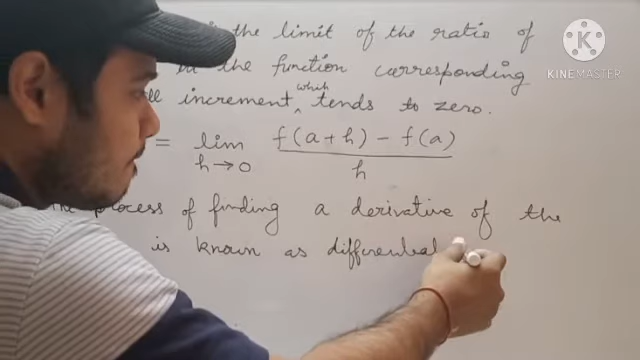 the limit of the ratio of
the function corresponding
increment, which tends to zero.
= lim f(a+h) - f(a)
h→0 h
process of finding a derivative of the
is known as
KINEMASTER